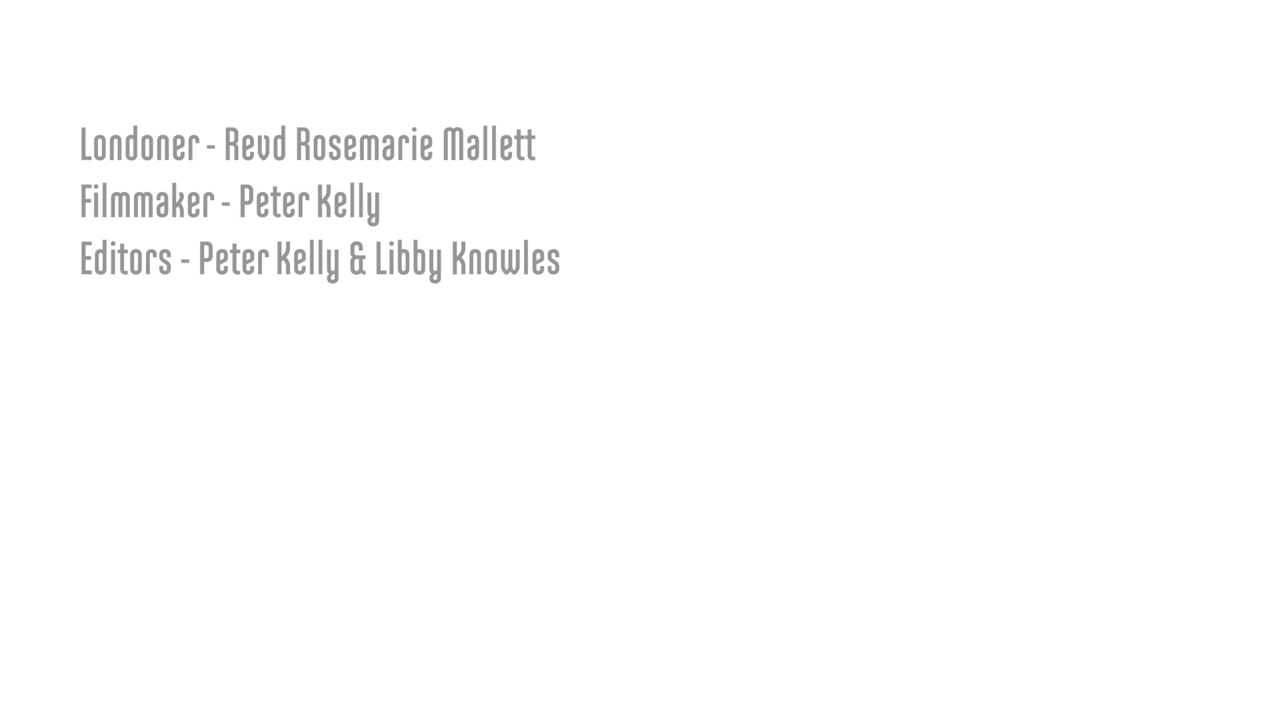 Londoner - Revd Rosemarie Mallett
Filmmaker - Peter Kelly
Editors - Peter Kelly & Libby Knowles